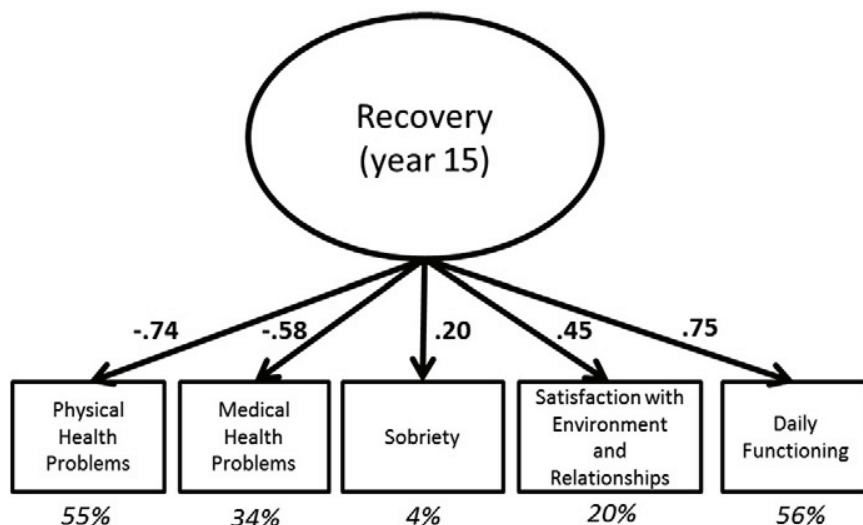 Recovery
(year 15)
-.74
-.58
.20
.45
.75
Physical
Health
Problems
Medical
Health
Problems
Sobriety
Satisfaction with
Environment
and
Relationships
Daily
Functioning
55%
34%
4%
20%
56%